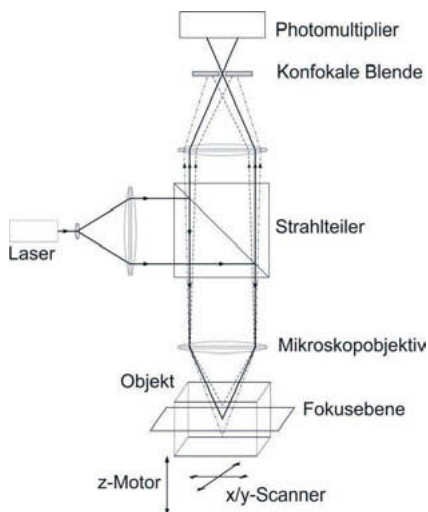 Photomultiplier
Konfokale Blende
Strahlteiler
Laser
Mikroskopobjektiv
Objekt
Fokusebene
z-Motor
x/y-Scanner